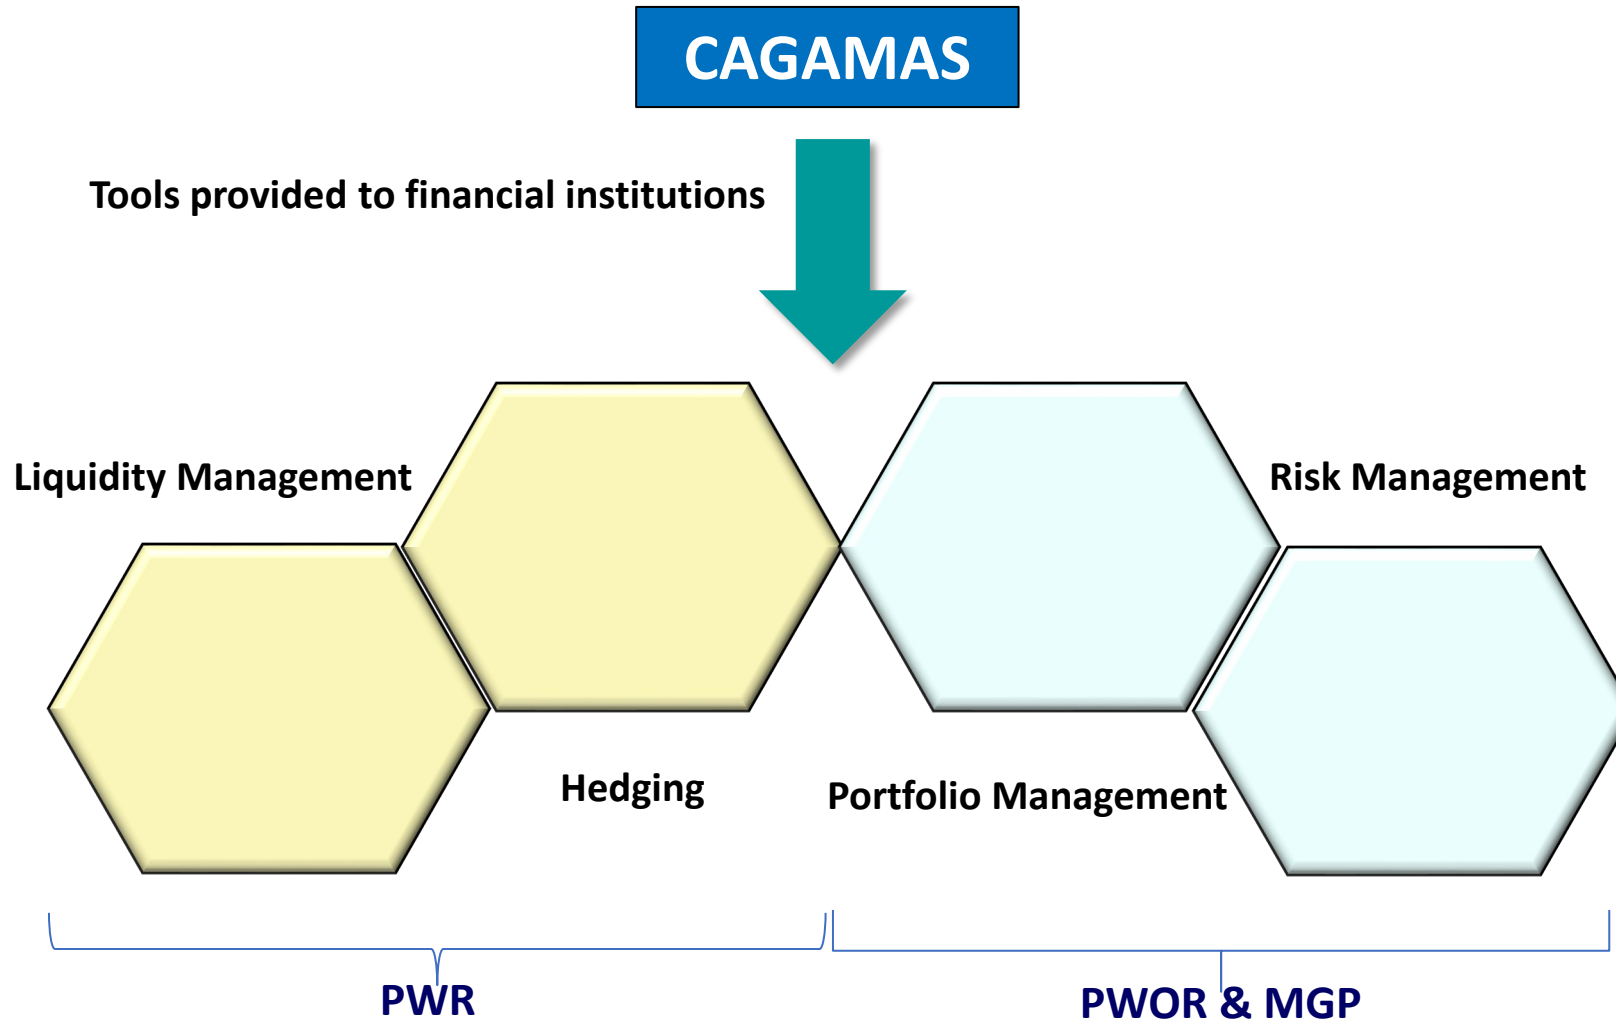 CAGAMAS
Tools provided to financial institutions
Liquidity Management
Risk Management
Hedging
Portfolio Management
PWR
PWOR & MGP